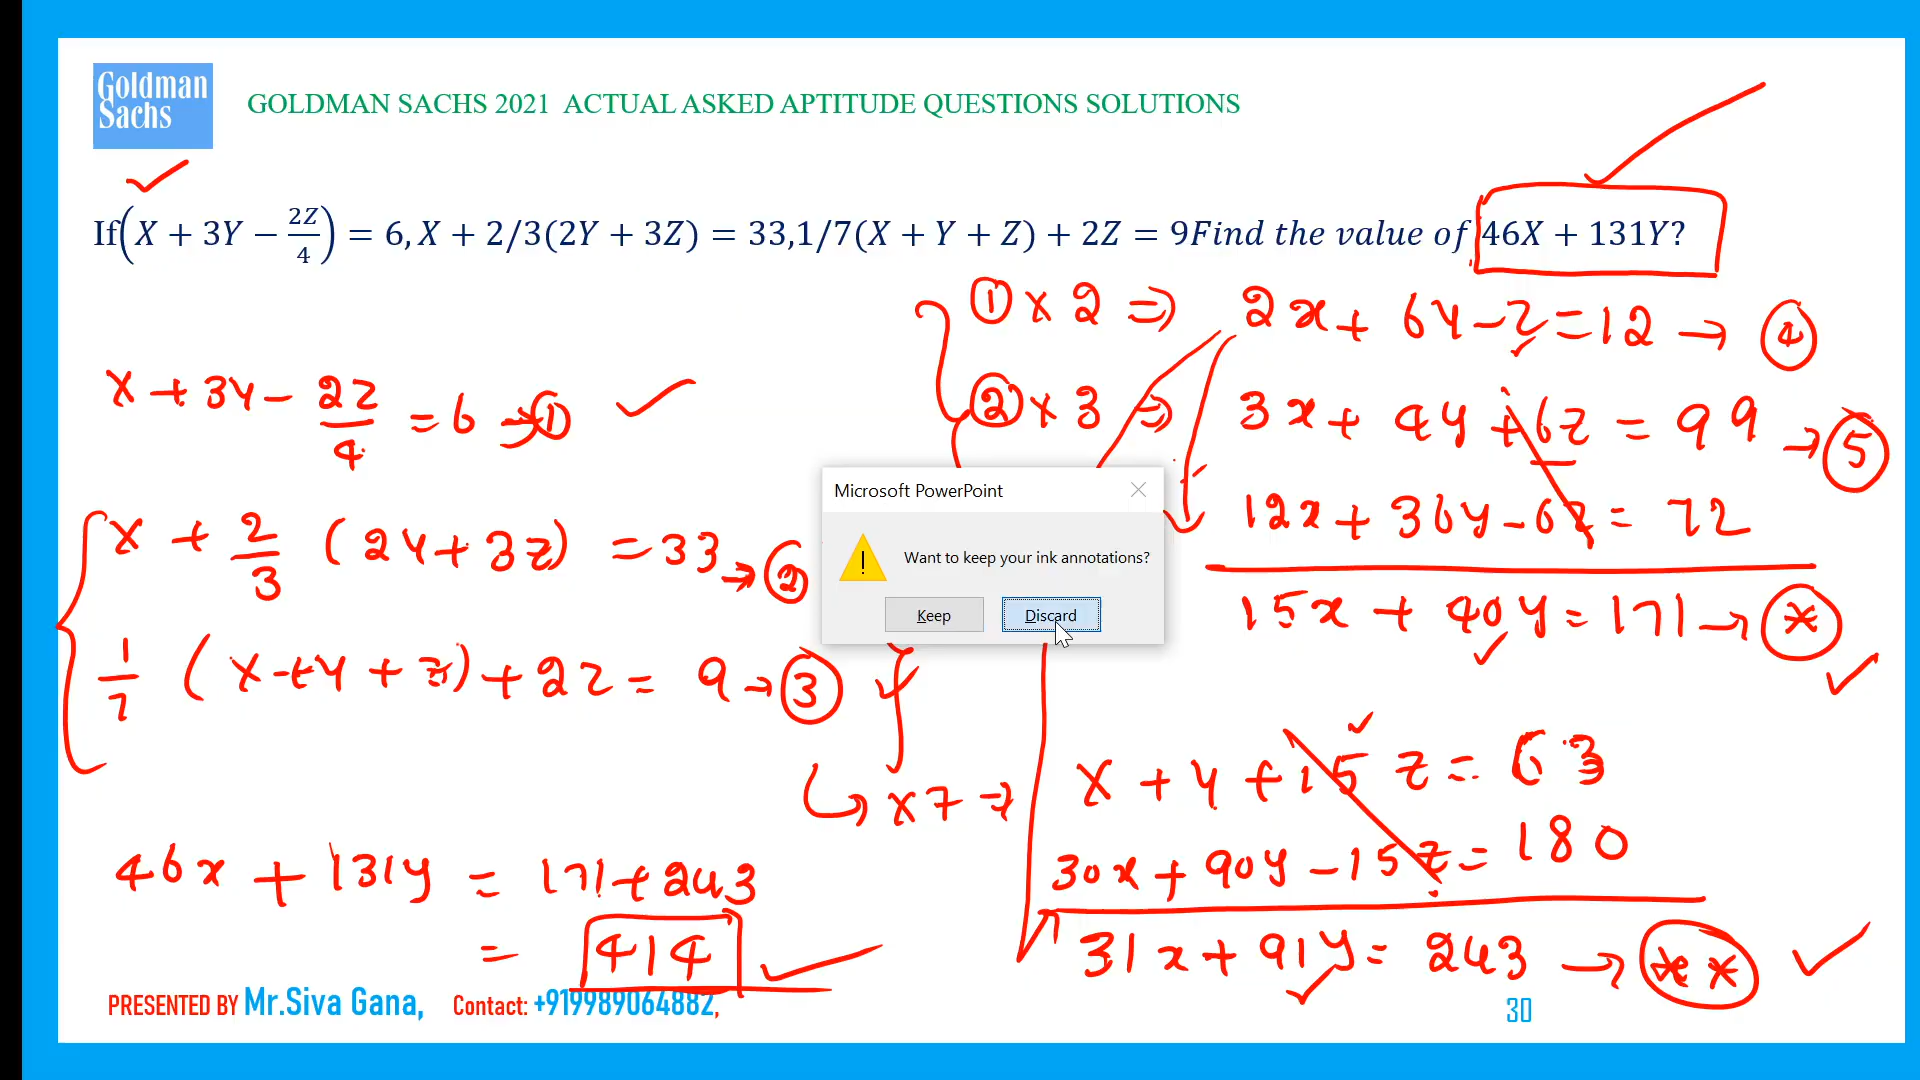 Goldman
Sachs
GOLDMAN SACHS 2021 ACTUAL ASKED APTITUDE QUESTIONS SOLUTIONS
If(X + 3Y − 2Z/4) = 6, X + 2/3(2Y + 3Z) = 33,1/7(X + Y + Z) + 2Z = 9Find the value of 46X + 131Y?
① x 2 ⇒ 2x + 6y − z = 12 → ④
x + 3y − 2z/4 = 6 → ①
② x 3 ⇒ 3x + 4y + 6z = 99 → ⑤
12x + 36y − 6z = 72
x + 2/3 (2y + 3z) = 33 → ②
15x + 40y = 171 → *
1/7 (x + y + z) + 2z = 9 → ③
x 7 → x + y + 15z = 63
30x + 90y − 15z = 180
31x + 91y = 243 → **
46x + 131y = 171 + 243
= 414
Microsoft PowerPoint
Want to keep your ink annotations?
Keep Discard
PRESENTED BY Mr.Siva Gana, Contact: +919989064882,
30